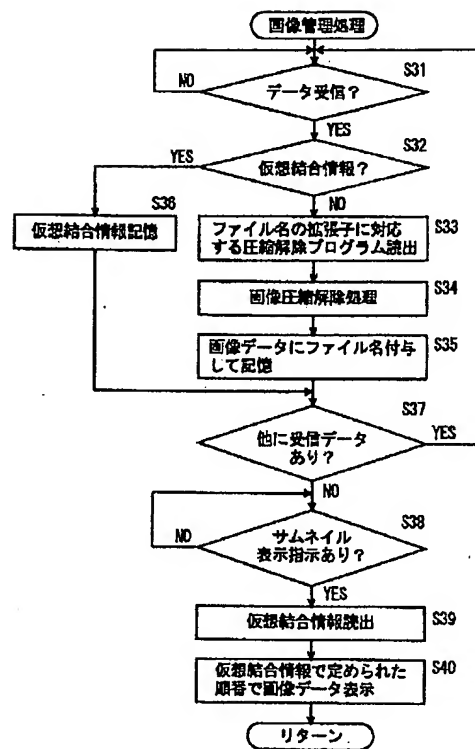 画像管理処理
S31
データ受信?
NO
YES
S32
仮想結合情報?
YES
NO
S36
仮想結合情報記憶
S33
ファイル名の拡張子に対応
する圧縮解除プログラム読出
S34
画像圧縮解除処理
S35
画像データにファイル名付与
して記憶
S37
他に受信データ
あり?
YES
NO
S38
サムネイル
表示指示あり?
NO
YES
S39
仮想結合情報読出
S40
仮想結合情報で定められた
順番で画像データ表示
リターン